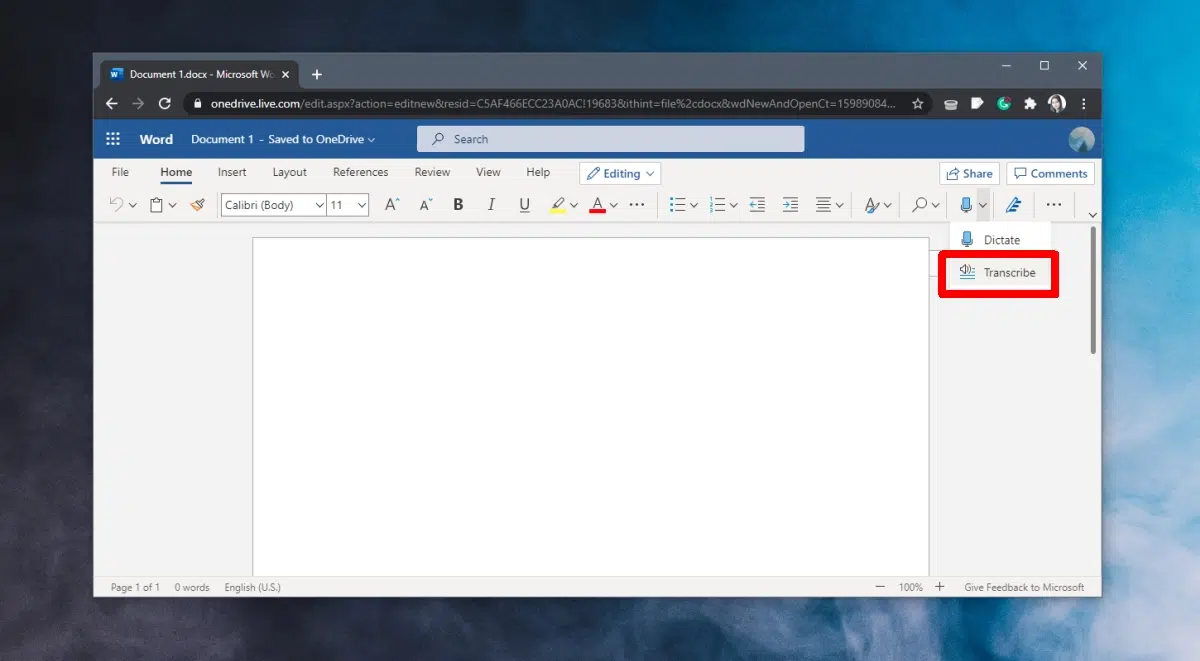 Document 1.docx - Microsoft Wo
onedrive.live.com/edit.aspx?action=editnew&resid=C5AF466ECC23A0AC!19683&ithint=file%2cdocx&wdNewAndOpenCt=15989084...
Word Document 1 - Saved to OneDrive Search
File Home Insert Layout References Review View Help Editing Share Comments
Calibri (Body) 11 A A B I U A
Dictate
Transcribe
Page 1 of 1 0 words English (U.S.) 100% Give Feedback to Microsoft